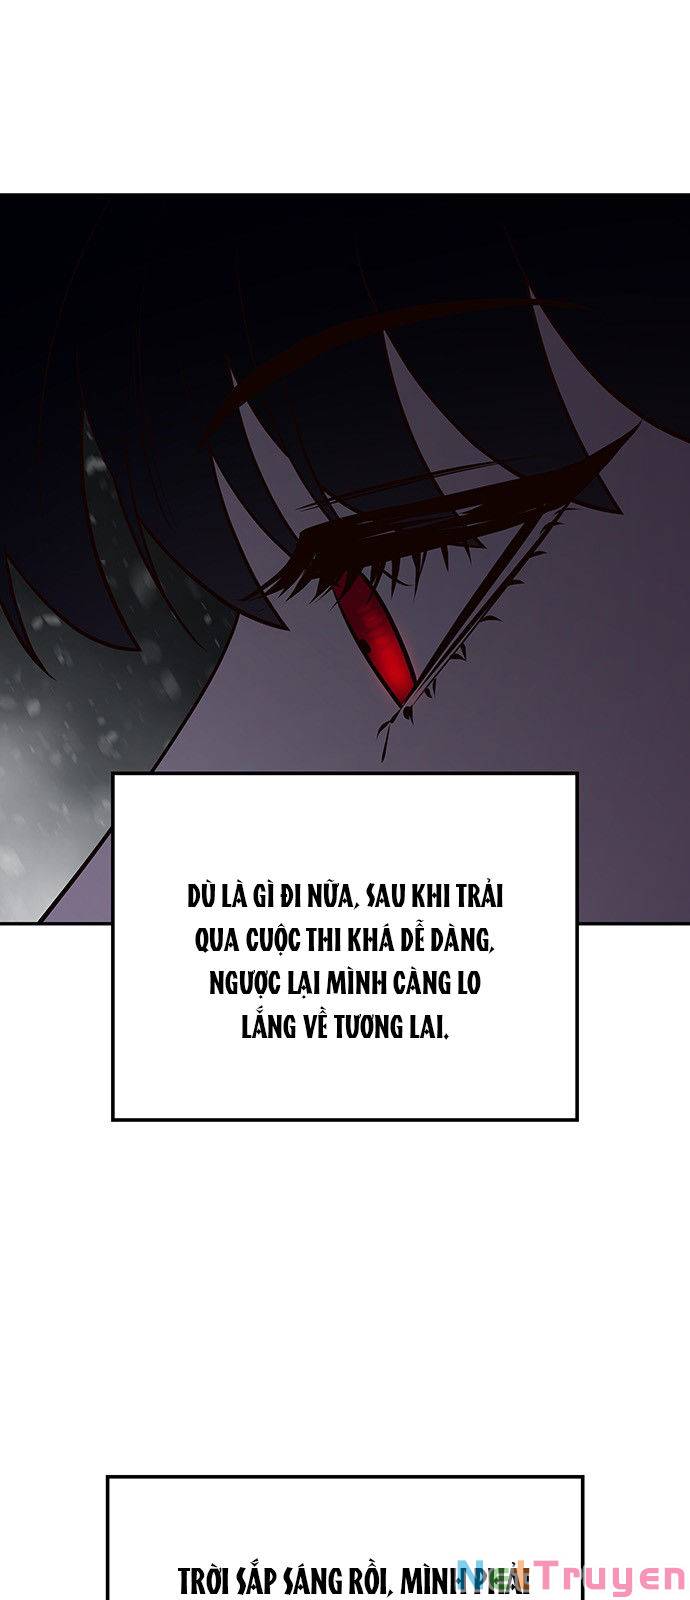 DÙ LÀ GÌ ĐI NỮA, SAU KHI TRẢI
QUA CUỘC THI KHÁ DỄ DÀNG,
NGƯỢC LẠI MÌNH CÀNG LO
LẮNG VỀ TƯƠNG LAI.
TRỜI SẮP SÁNG RỒI, MÌNH PHẢI
NetTruyen